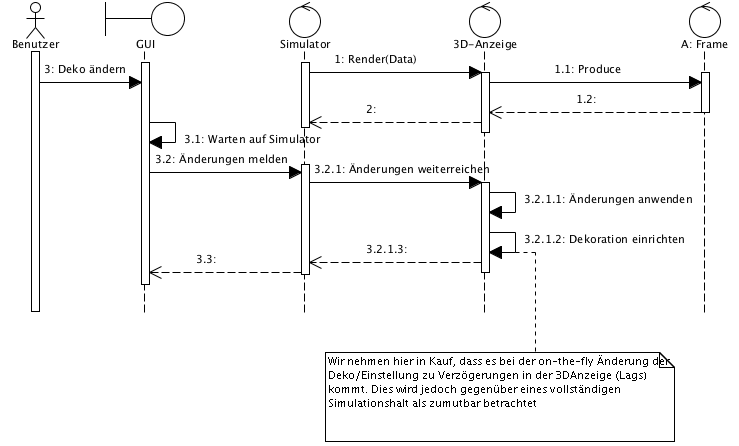 Benutzer
GUI
Simulator
3D-Anzeige
A: Frame
3: Deko ändern
1: Render(Data)
1.1: Produce
1.2:
2:
3.1: Warten auf Simulator
3.2: Änderungen melden
3.2.1: Änderungen weiterreichen
3.2.1.1: Änderungen anwenden
3.2.1.2: Dekoration einrichten
3.2.1.3:
3.3:
Wir nehmen hier in Kauf, dass es bei der on-the-fly Änderung der
Deko/Einstellung zu Verzögerungen in der 3DAnzeige (Lags)
kommt. Dies wird jedoch gegenüber eines vollständigen
Simulationshalt als zumutbar betrachtet